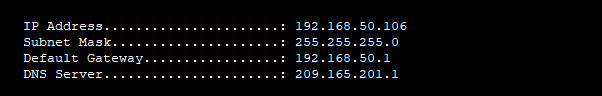 IP Address......................: 192.168.50.106
Subnet Mask.....................: 255.255.255.0
Default Gateway.................: 192.168.50.1
DNS Server......................: 209.165.201.1